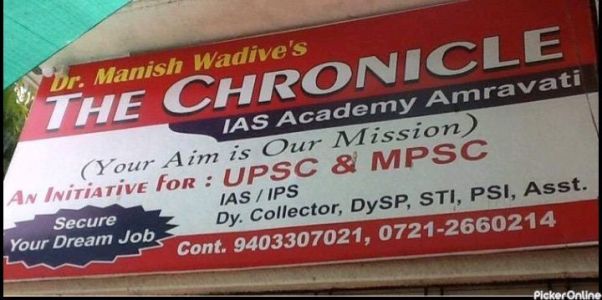 Dr. Manish Wadive's
THE CHRONICLE
IAS Academy Amravati
(Your Aim is Our Mission)
AN INITIATIVE FOR : UPSC & MPSC
IAS / IPS
Dy. Collector, DySP, STI, PSI, Asst.
Secure
Your Dream Job
Cont. 9403307021, 0721-2660214
PickerOnline